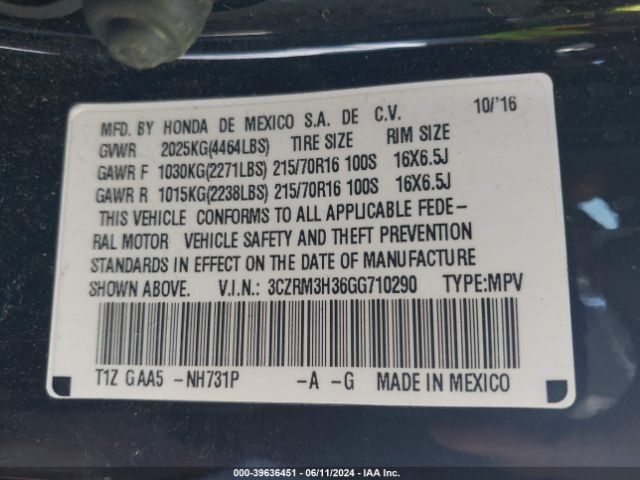 MFD. BY HONDA DE MEXICO S.A. DE C.V. 10/'16
GVWR 2025KG(4464LBS) TIRE SIZE RIM SIZE
GAWR F 1030KG(2271LBS) 215/70R16 100S 16X6.5J
GAWR R 1015KG(2238LBS) 215/70R16 100S 16X6.5J
THIS VEHICLE CONFORMS TO ALL APPLICABLE FEDE-
RAL MOTOR VEHICLE SAFETY AND THEFT PREVENTION
STANDARDS IN EFFECT ON THE DATE OF MANUFACTURE
SHOWN ABOVE. V.I.N.: 3CZRM3H36GG710290 TYPE:MPV
T1Z GAA5 -NH731P -A -G MADE IN MEXICO
000-39636451 - 06/11/2024 - IAA Inc.